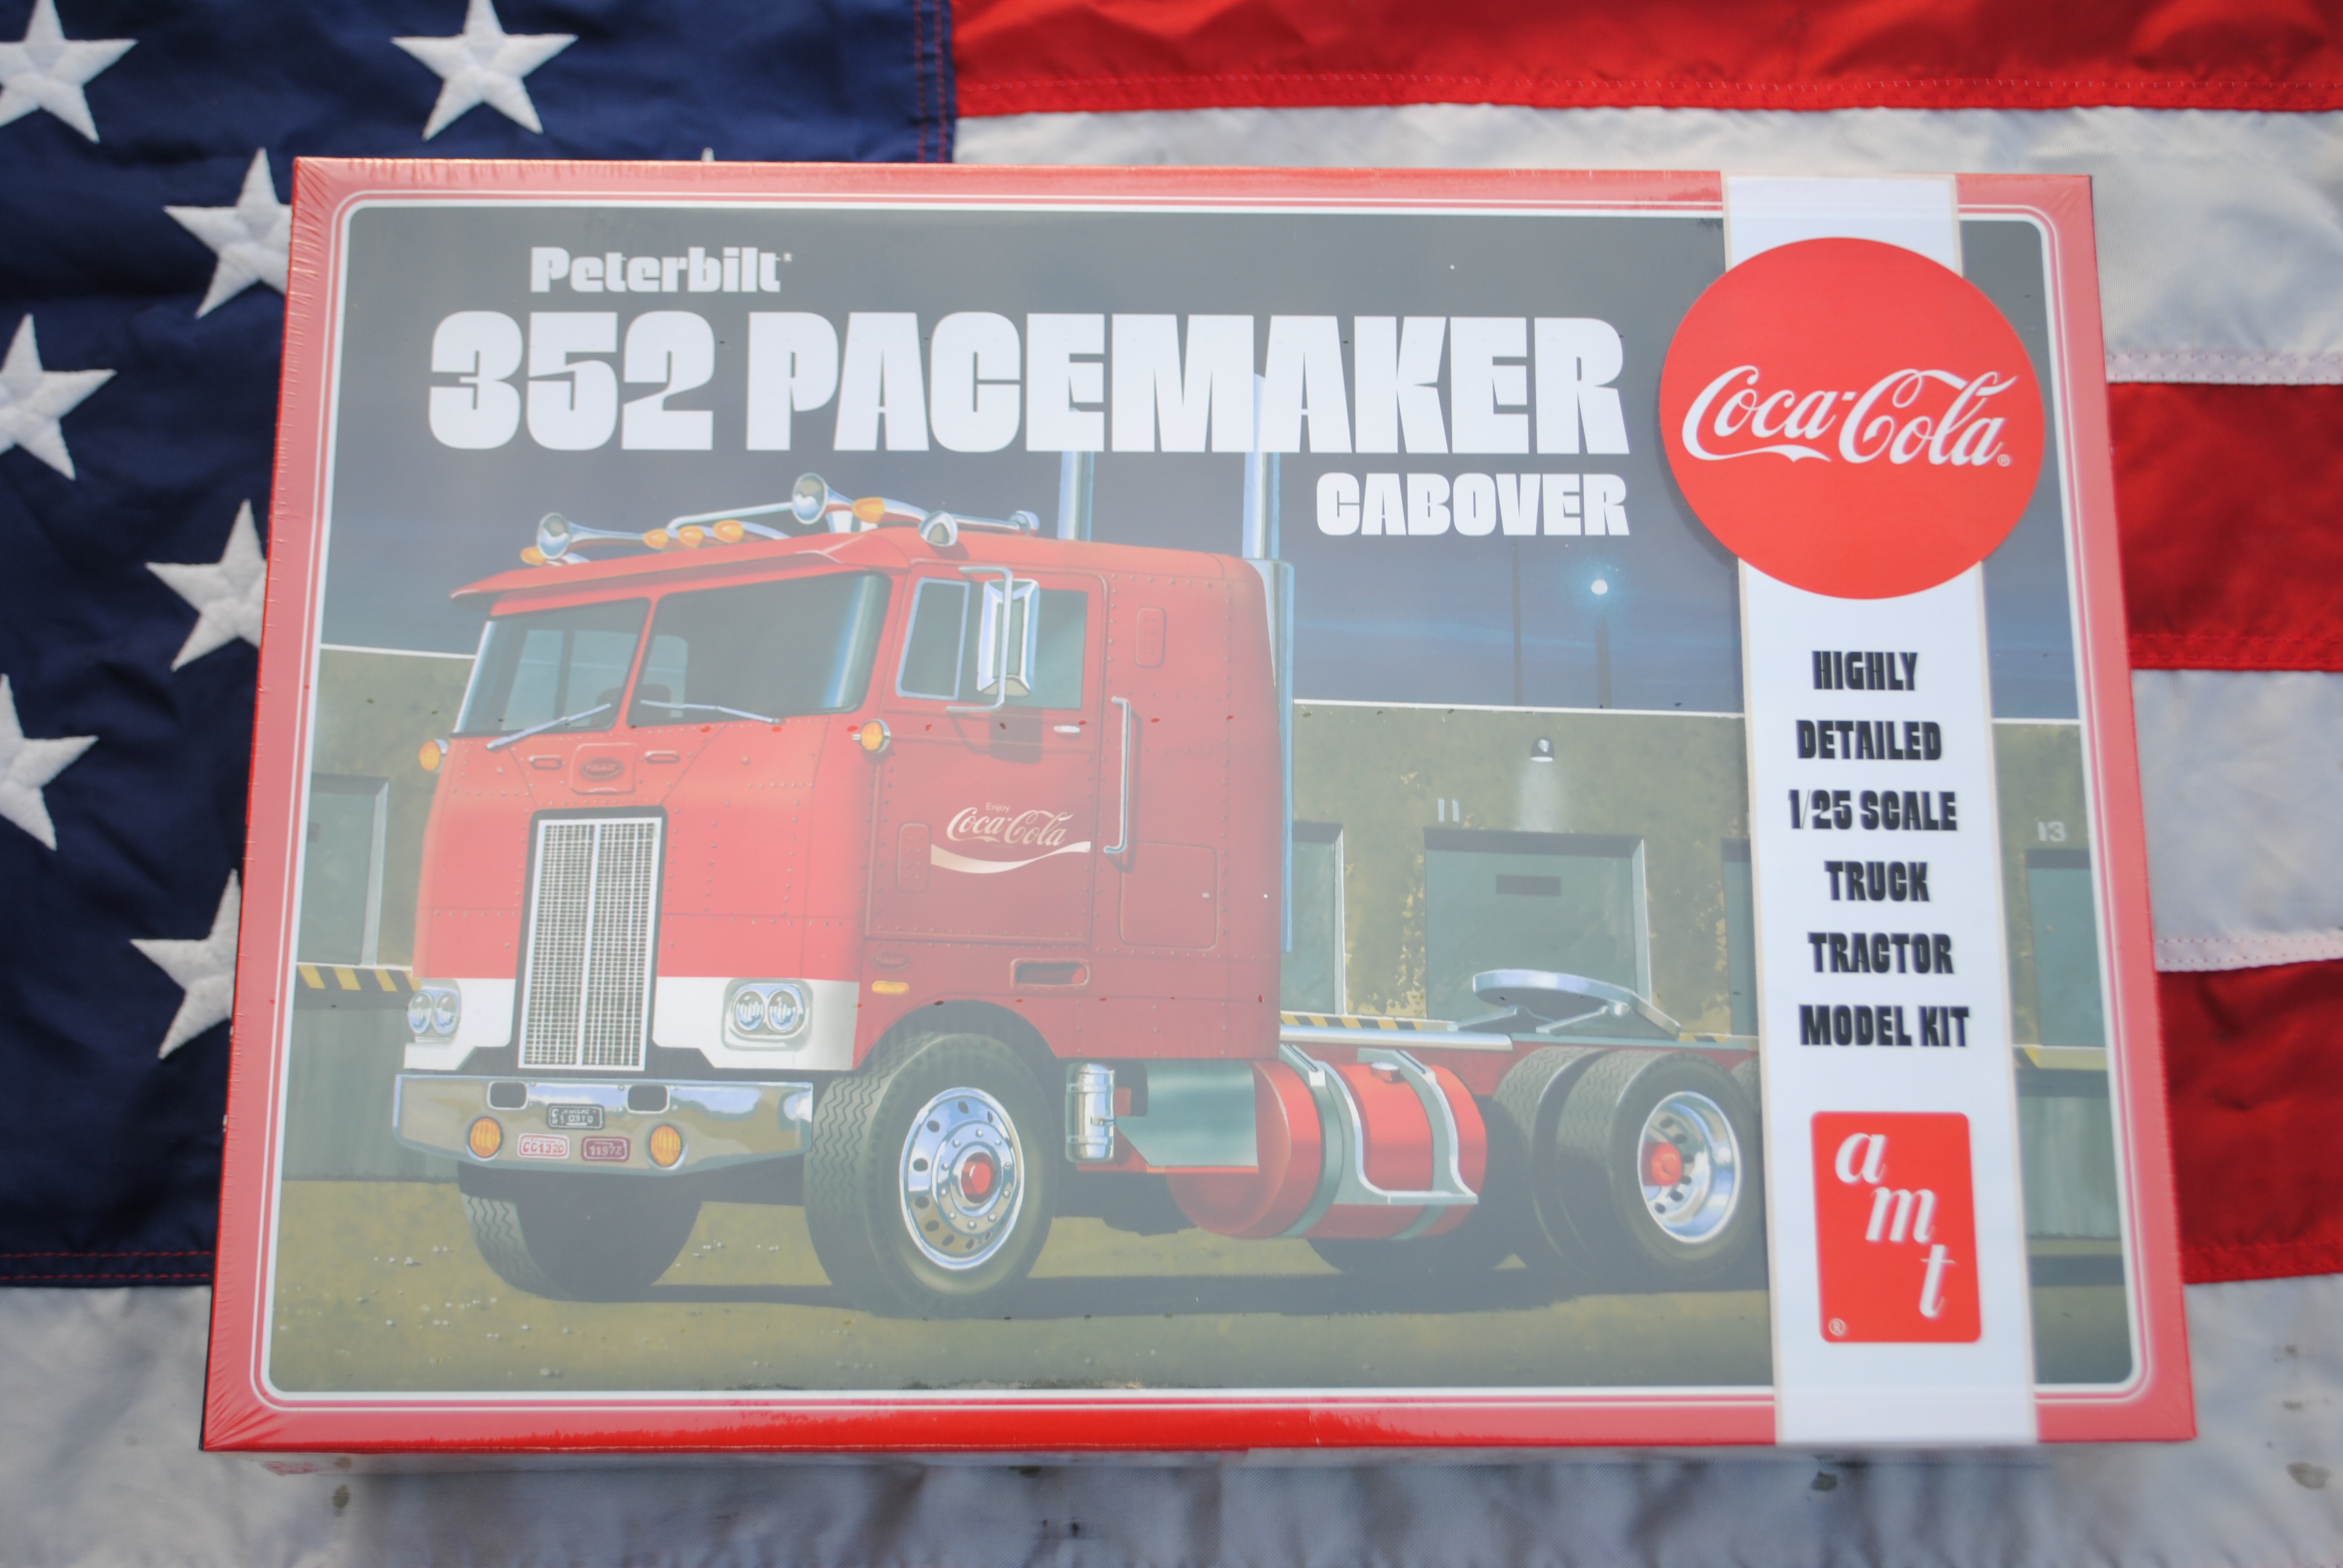 Peterbilt
352 PACEMAKER
CABOVER
Coca-Cola®
HIGHLY
DETAILED
1/25 SCALE
TRUCK
TRACTOR
MODEL KIT
amt
®
Enjoy
Coca-Cola
11
13